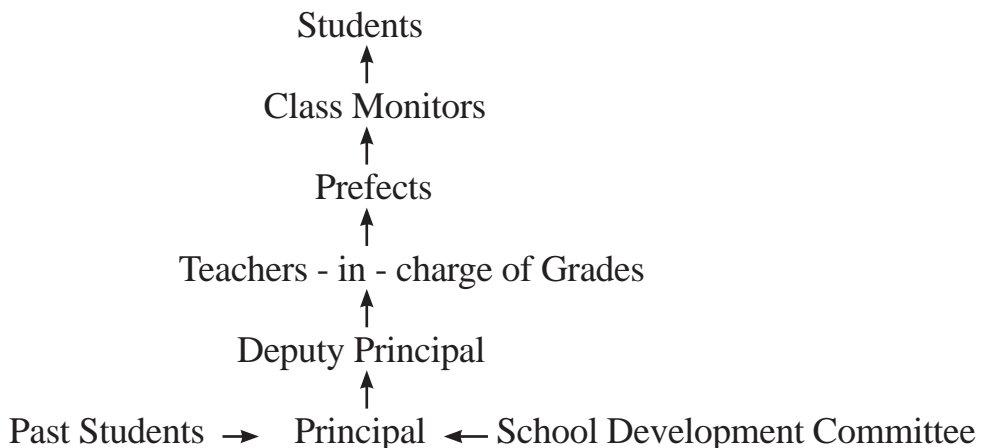 Students
Class Monitors
Prefects
Teachers - in - charge of Grades
Deputy Principal
Past Students → Principal ← School Development Committee